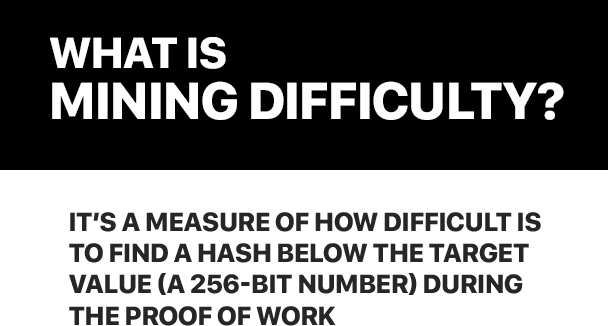 WHAT IS
MINING DIFFICULTY?
IT'S A MEASURE OF HOW DIFFICULT IS
TO FIND A HASH BELOW THE TARGET
VALUE (A 256-BIT NUMBER) DURING
THE PROOF OF WORK